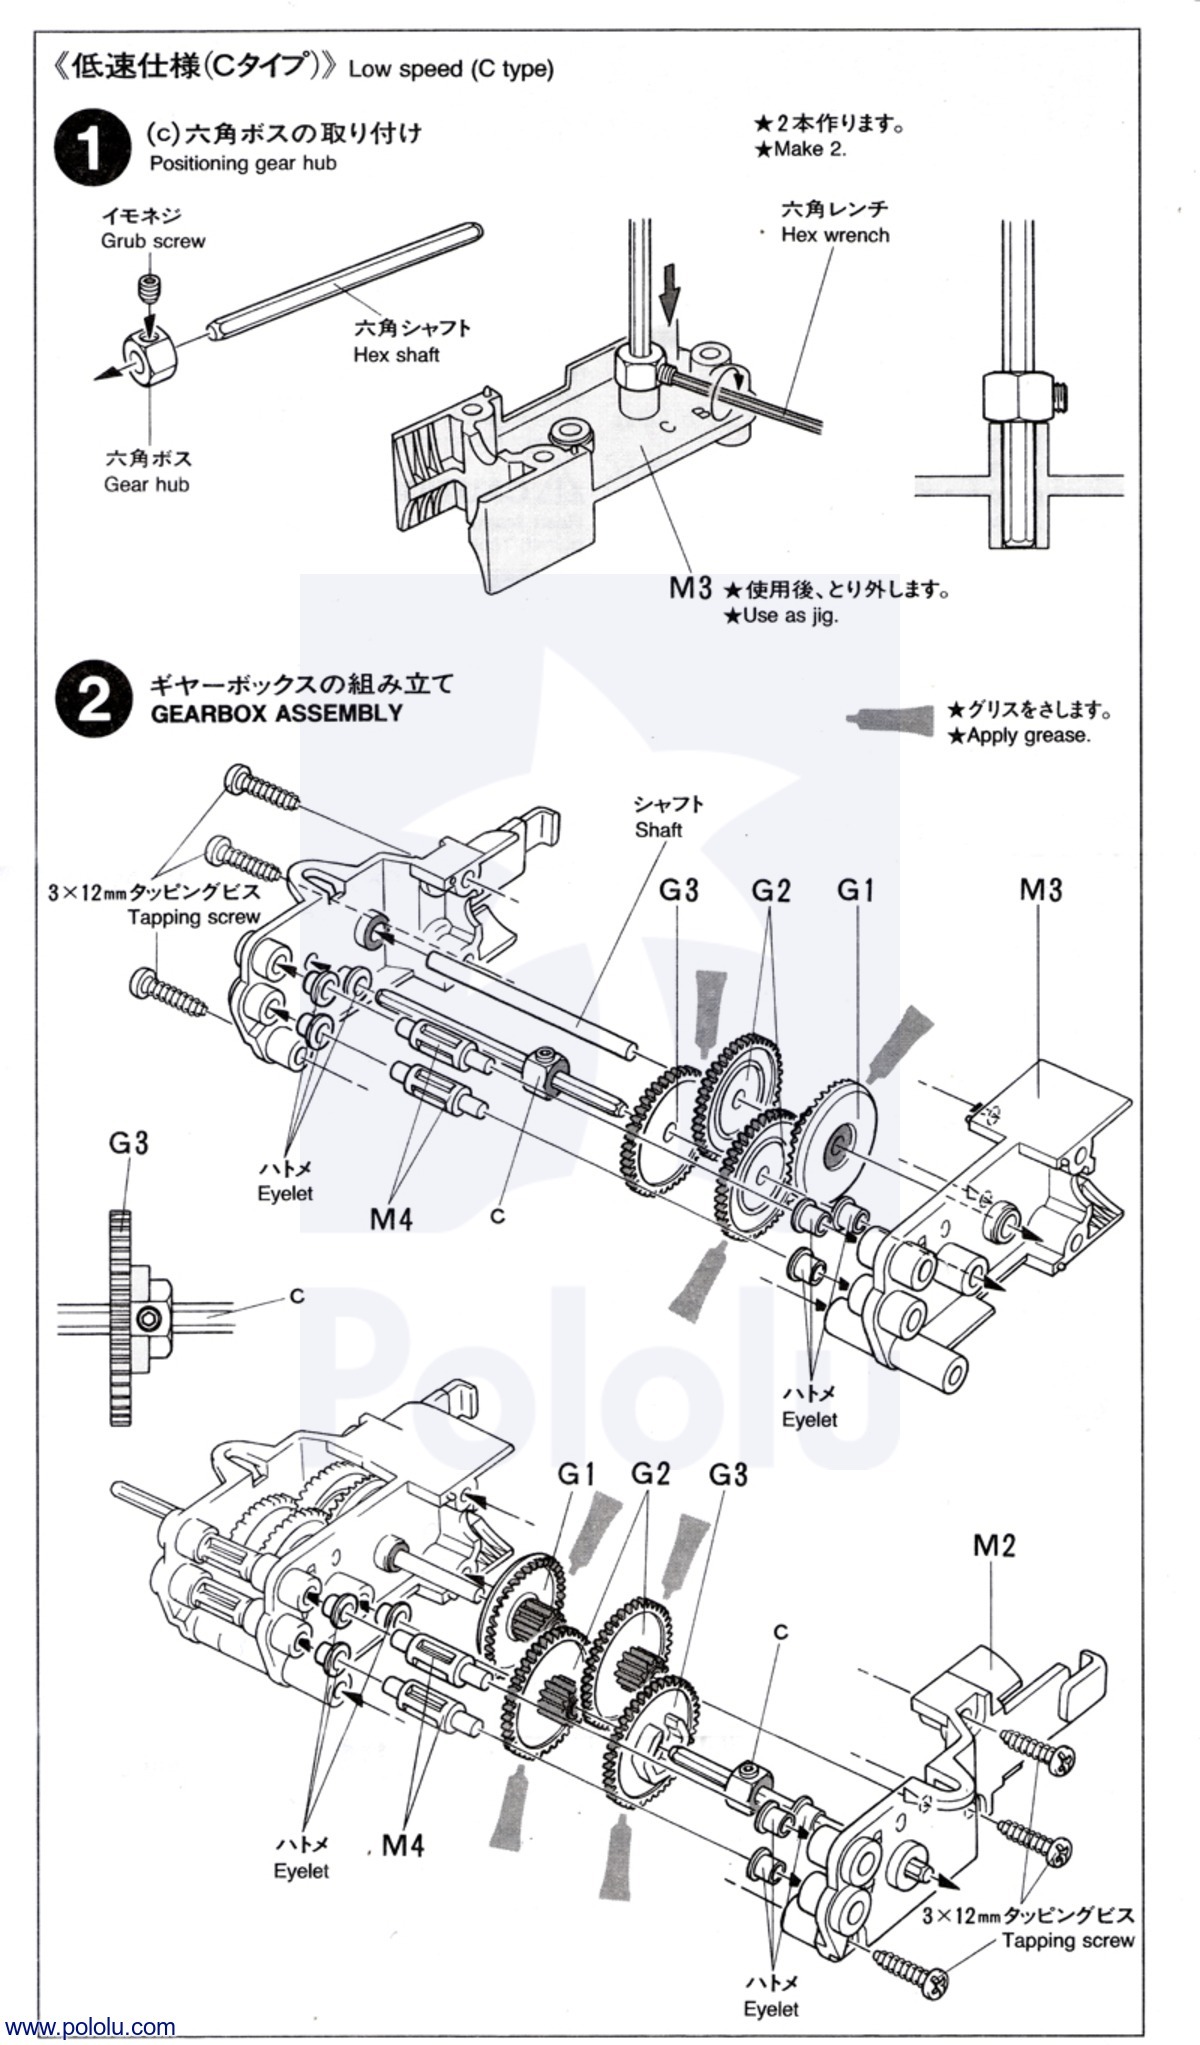 《低速仕様(Cタイプ)》 Low speed (C type)
1
(c)六角ボスの取り付け
Positioning gear hub
★2本作ります。
★Make 2.
イモネジ
Grub screw
六角シャフト
Hex shaft
六角ボス
Gear hub
六角レンチ
Hex wrench
C
B
M3 ★使用後、とり外します。
★Use as jig.
2
ギヤーボックスの組み立て
GEARBOX ASSEMBLY
★グリスをさします。
★Apply grease.
シャフト
Shaft
3×12mmタッピングビス
Tapping screw
G3
G2
G1
M3
ハトメ
Eyelet
M4
C
G3
C
ハトメ
Eyelet
Pololu
G1
G2
G3
M2
C
ハトメ
Eyelet
M4
3×12mmタッピングビス
Tapping screw
ハトメ
Eyelet
www.pololu.com